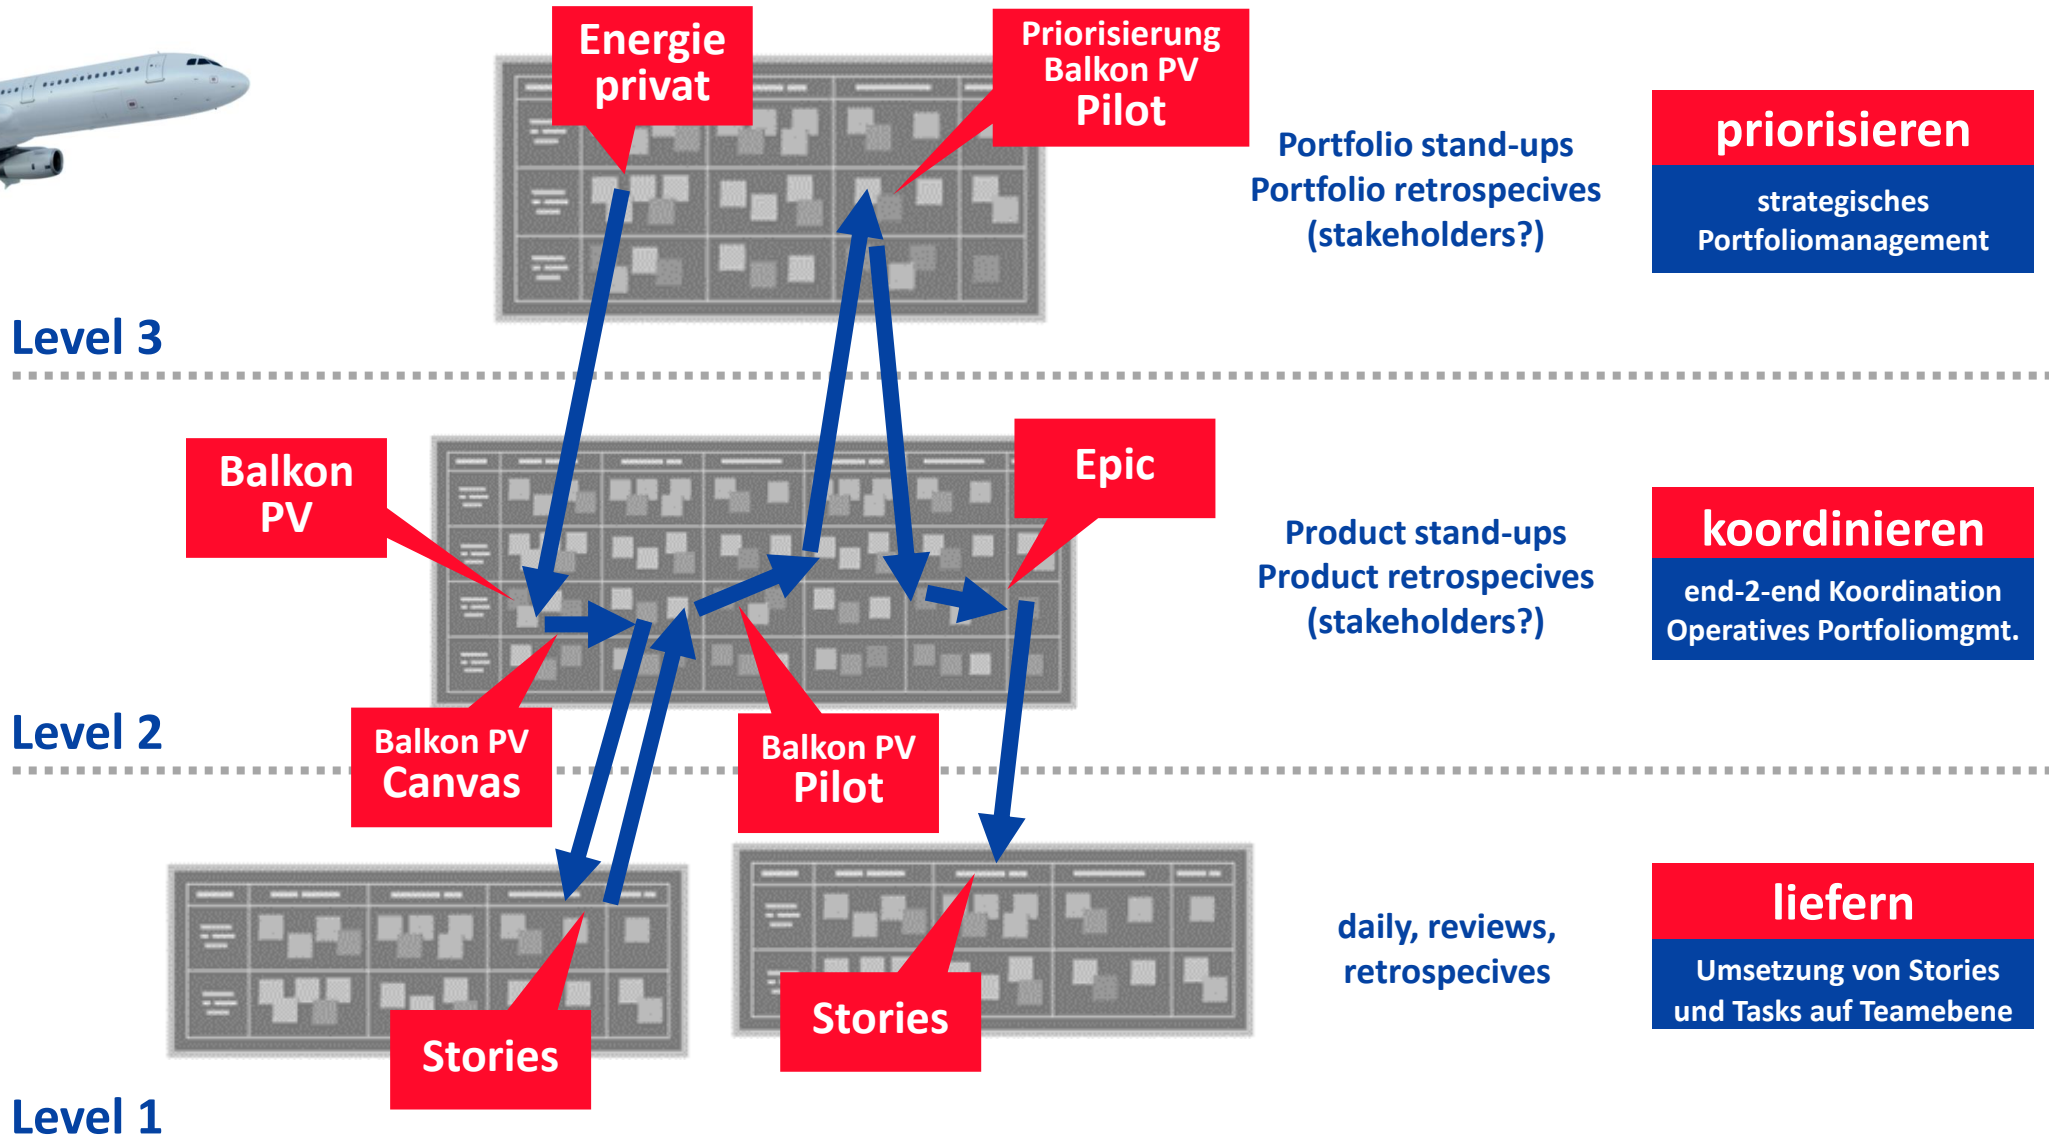 Energie
privat
Priorisierung
Balkon PV
Pilot
Portfolio stand-ups
Portfolio retrospecives
(stakeholders?)
priorisieren
strategisches
Portfoliomanagement
Level 3
Balkon
PV
Epic
Product stand-ups
Product retrospecives
(stakeholders?)
koordinieren
end-2-end Koordination
Operatives Portfoliomgmt.
Level 2
Balkon PV
Canvas
Balkon PV
Pilot
Stories
Stories
daily, reviews,
retrospecives
liefern
Umsetzung von Stories
und Tasks auf Teamebene
Level 1